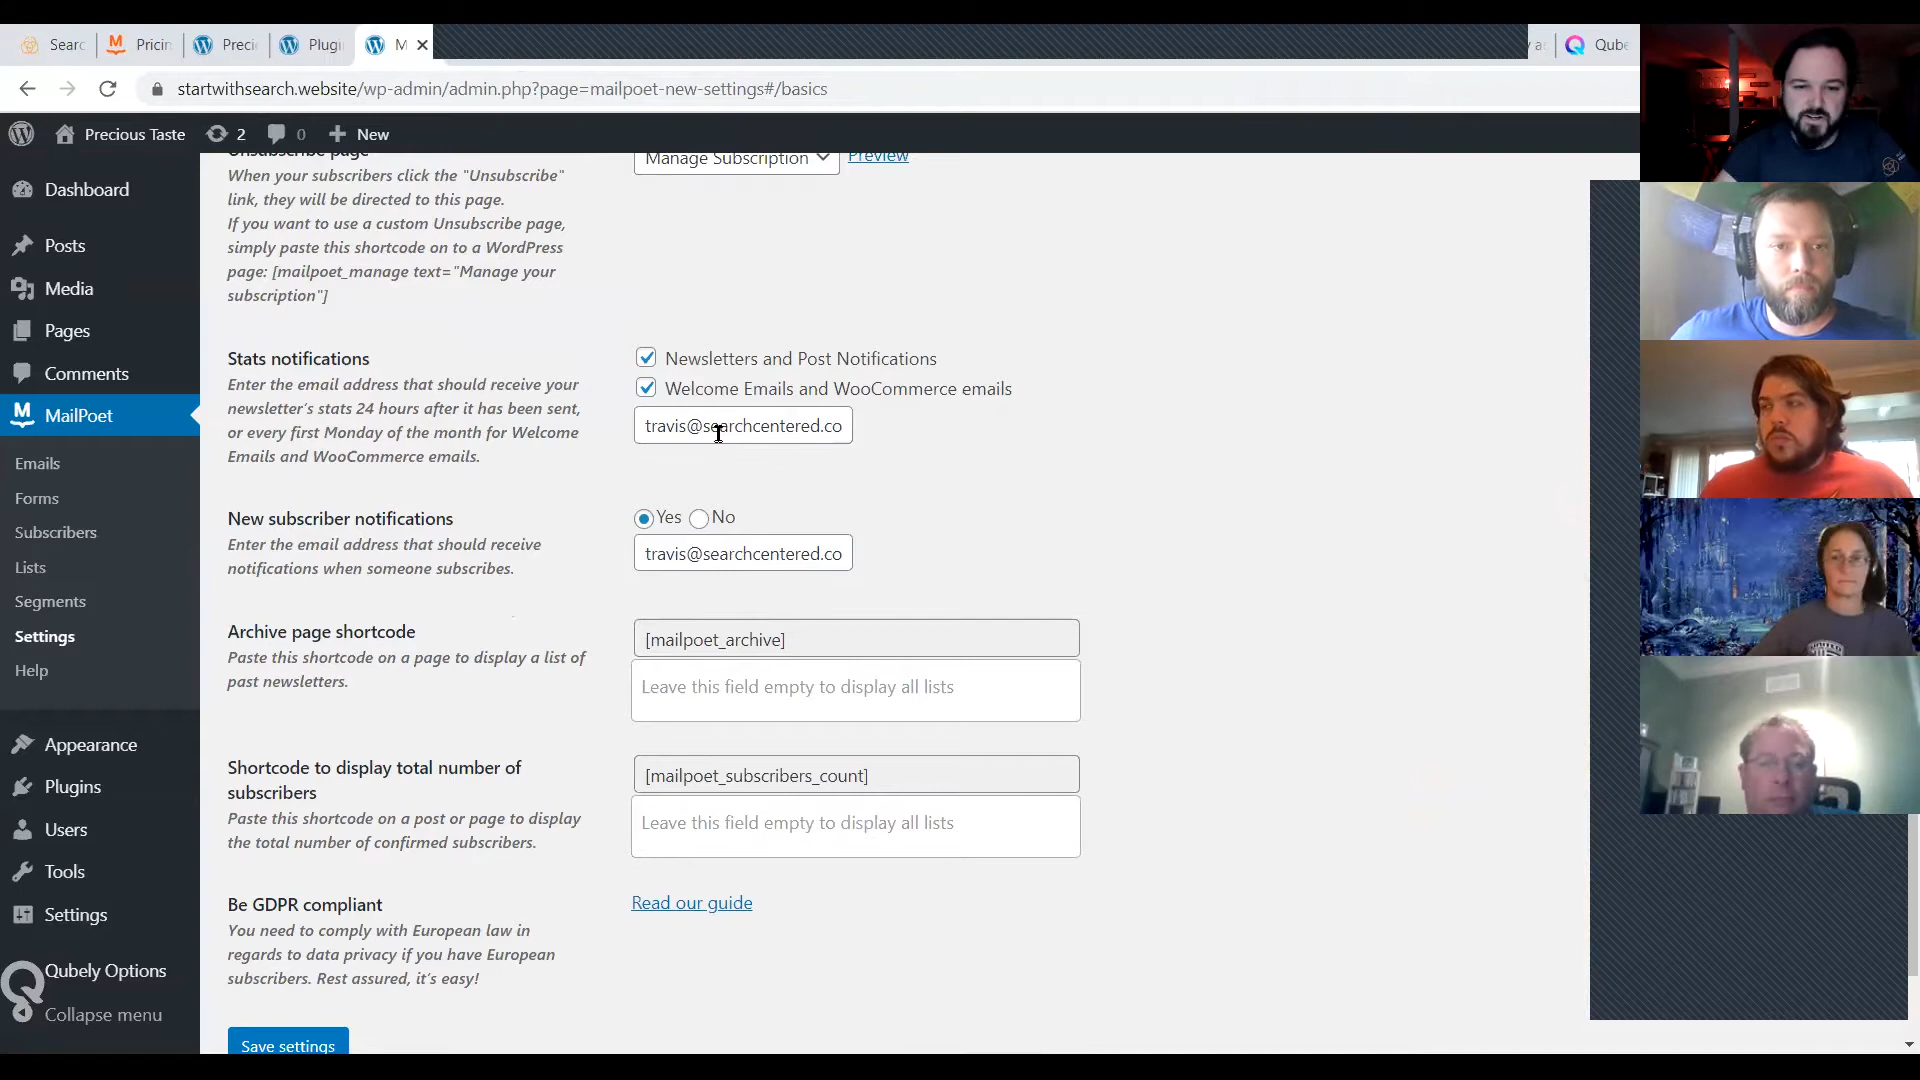 Sear
Pricin
Preci
Plugi
M
Qube
startwithsearch.website/wp-admin/admin.php?page=mailpoet-new-settings#/basics
Precious Taste
2
0
New
Dashboard
Posts
Media
Pages
Comments
MailPoet
Emails
Forms
Subscribers
Lists
Segments
Settings
Help
Appearance
Plugins
Users
Tools
Settings
Qubely Options
Collapse menu
Unsubscribe page
When your subscribers click the "Unsubscribe"
link, they will be directed to this page.
If you want to use a custom Unsubscribe page,
simply paste this shortcode on to a WordPress
page: [mailpoet_manage text="Manage your
subscription"]
Manage Subscription
Preview
Stats notifications
Enter the email address that should receive your
newsletter's stats 24 hours after it has been sent,
or every first Monday of the month for Welcome
Emails and WooCommerce emails.
Newsletters and Post Notifications
Welcome Emails and WooCommerce emails
travis@searchcentered.co
New subscriber notifications
Enter the email address that should receive
notifications when someone subscribes.
Yes No
travis@searchcentered.co
Archive page shortcode
Paste this shortcode on a page to display a list of
past newsletters.
[mailpoet_archive]
Leave this field empty to display all lists
Shortcode to display total number of
subscribers
Paste this shortcode on a post or page to display
the total number of confirmed subscribers.
[mailpoet_subscribers_count]
Leave this field empty to display all lists
Be GDPR compliant
You need to comply with European law in
regards to data privacy if you have European
subscribers. Rest assured, it's easy!
Read our guide
Save settings